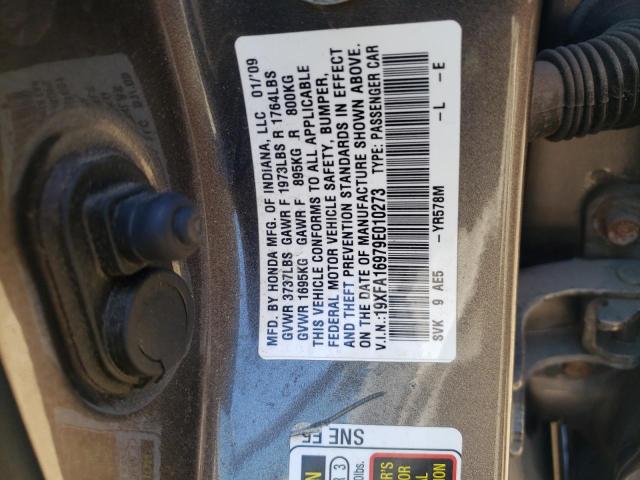 MFD. BY HONDA MFG. OF INDIANA, LLC 01/'09
GVWR 3737LBS GAWR F 1973LBS R 1764LBS
GVWR 1695KG GAWR F 895KG R 800KG
THIS VEHICLE CONFORMS TO ALL APPLICABLE
FEDERAL MOTOR VEHICLE SAFETY, BUMPER,
AND THEFT PREVENTION STANDARDS IN EFFECT
ON THE DATE OF MANUFACTURE SHOWN ABOVE.
V.I.N.:19XFA16979E010273 TYPE: PASSENGER CAR
SVK 9 AE5 -YR578M -L -E
SNE